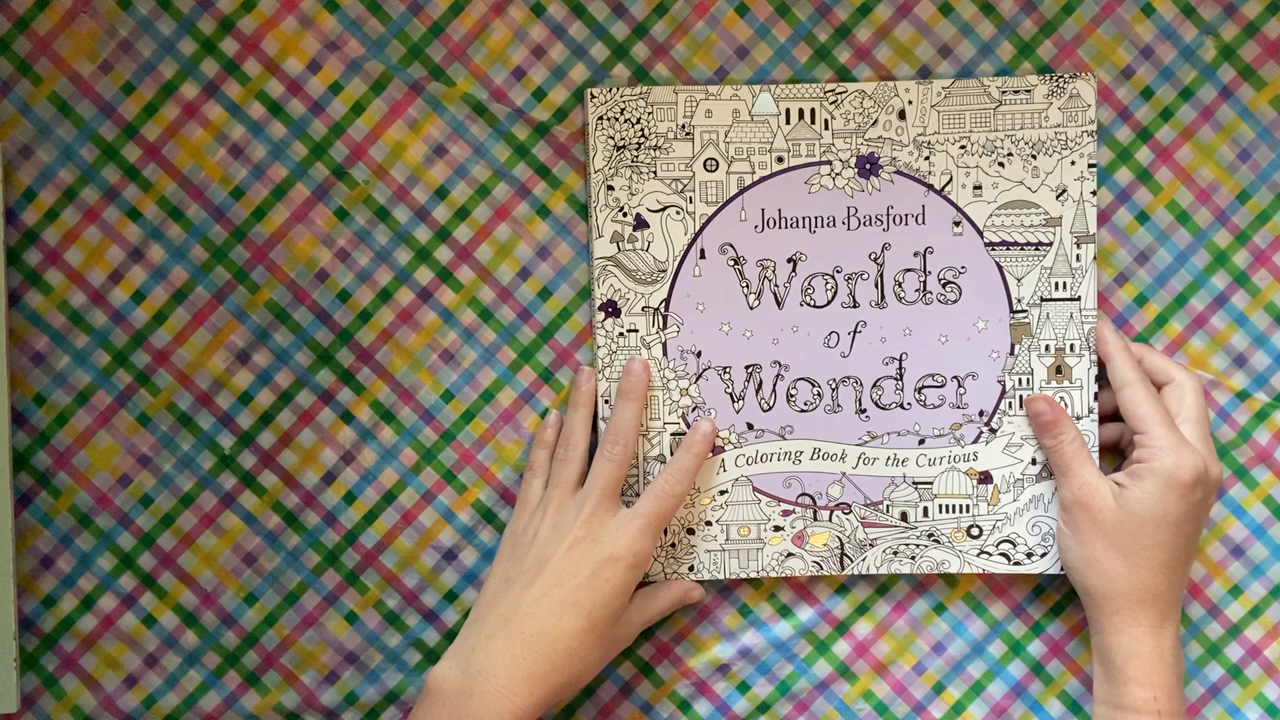 Johanna Basford
Worlds
of
Wonder
A Coloring Book for the Curious